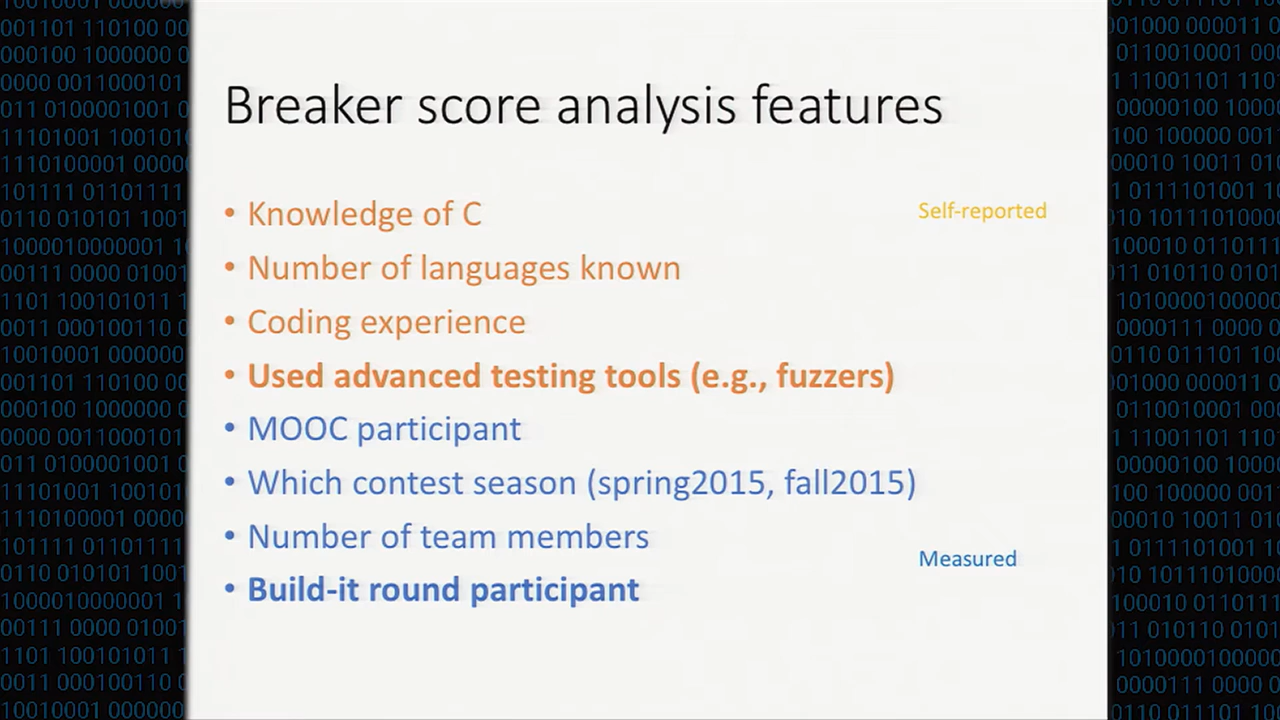 Breaker score analysis features
• Knowledge of C
Self-reported
• Number of languages known
• Coding experience
• Used advanced testing tools (e.g., fuzzers)
• MOOC participant
• Which contest season (spring2015, fall2015)
• Number of team members
Measured
• Build-it round participant